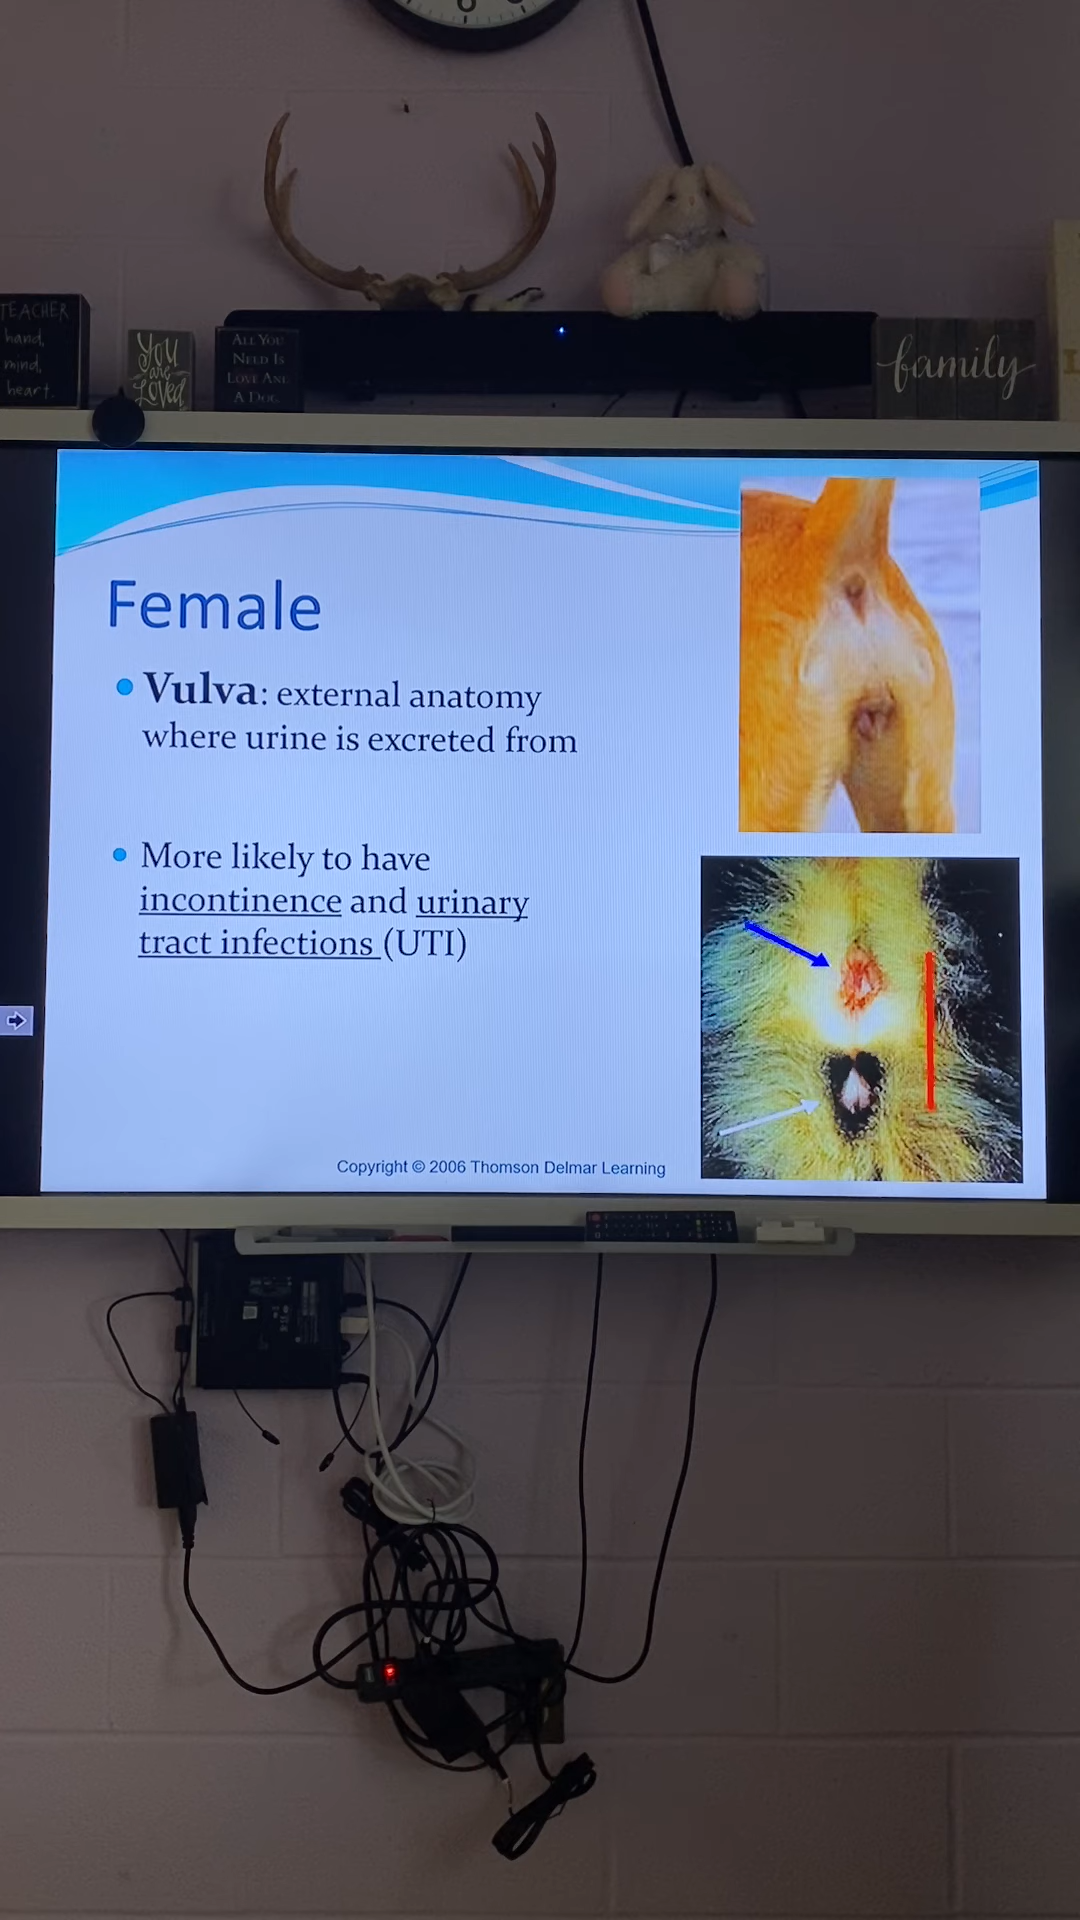 TEACHER
hand,
mind,
heart.
You
are
Loved
ALL YOU
NEED IS
LOVE AND
A DOG.
family
Female
Vulva: external anatomy
where urine is excreted from
More likely to have
incontinence and urinary
tract infections (UTI)
Copyright © 2006 Thomson Delmar Learning